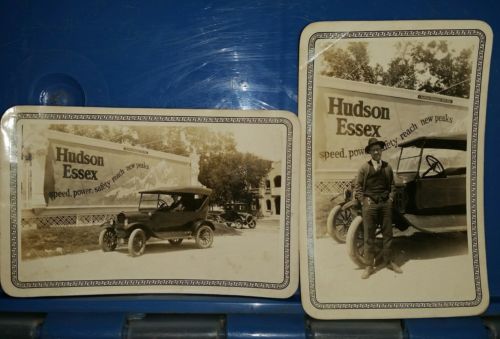 Hudson
Essex
speed, power, safety reach new peaks
Hudson
Essex
speed, power, safety reach new peaks